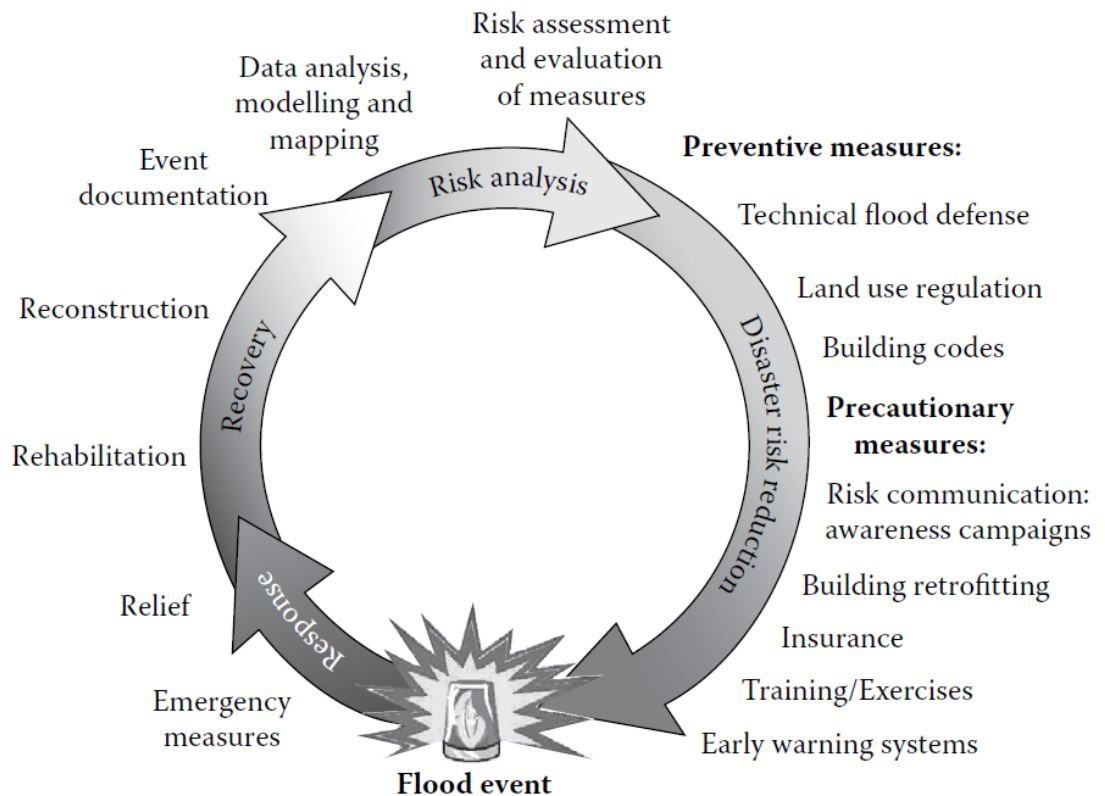 Risk assessment
and evaluation
of measures
Data analysis,
modelling and
mapping
Event
documentation
Reconstruction
Rehabilitation
Relief
Emergency
measures
Risk analysis
Recovery
Response
Disaster risk reduction
Flood event
Preventive measures:
Technical flood defense
Land use regulation
Building codes
Precautionary
measures:
Risk communication:
awareness campaigns
Building retrofitting
Insurance
Training/Exercises
Early warning systems